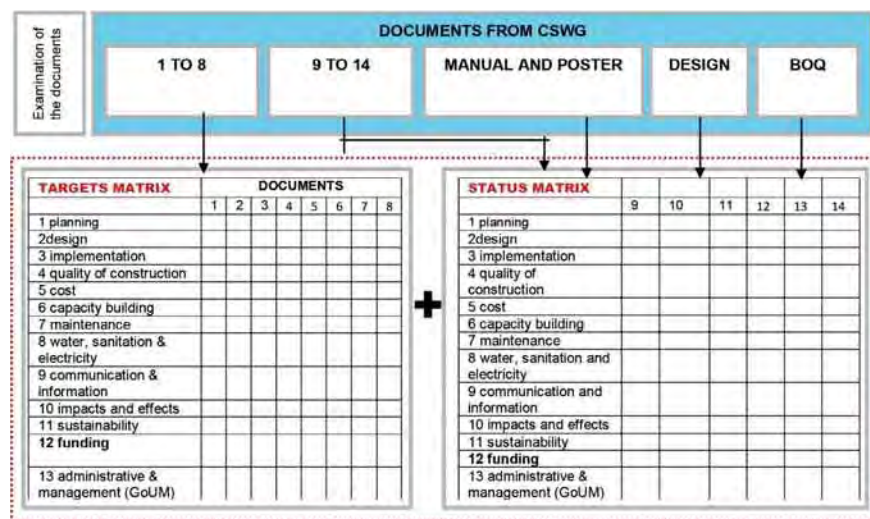 Examination of
the documents
DOCUMENTS FROM CSWG
1 TO 8
9 TO 14
MANUAL AND POSTER
DESIGN
BOQ
TARGETS MATRIX
DOCUMENTS
1 2 3 4 5 6 7 8
1 planning
2design
3 implementation
4 quality of construction
5 cost
6 capacity building
7 maintenance
8 water, sanitation &
electricity
9 communication &
information
10 impacts and effects
11 sustainability
12 funding
13 administrative &
management (GoUM)
+
STATUS MATRIX
9 10 11 12 13 14
1 planning
2design
3 implementation
4 quality of
construction
5 cost
6 capacity building
7 maintenance
8 water, sanitation and
electricity
9 communication and
information
10 impacts and effects
11 sustainability
12 funding
13 administrative &
management (GoUM)